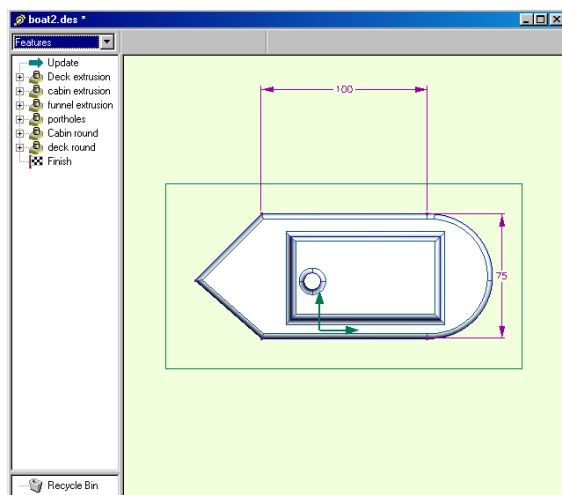 boat2.des *
Features
Update
Deck extrusion
cabin extrusion
funnel extrusion
portholes
Cabin round
deck round
Finish
100
75
Recycle Bin